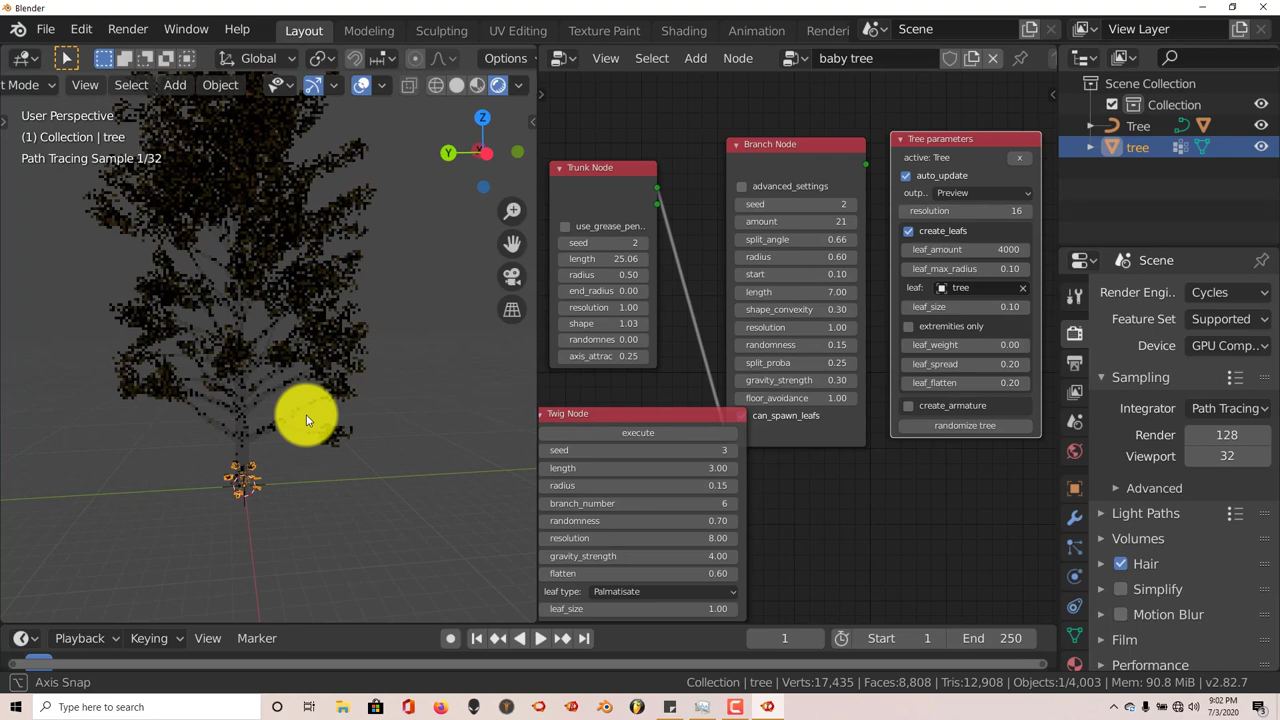 Blender
File Edit Render Window Help Layout Modeling Sculpting UV Editing Texture Paint Shading Animation Renderi Scene View Layer
Global Options View Select Add Node baby tree
t Mode View Select Add Object
User Perspective
(1) Collection | tree
Path Tracing Sample 1/32
Z
Y
Trunk Node
use_grease_pen..
seed 2
length 25.06
radius 0.50
end_radius 0.00
resolution 1.00
shape 1.03
randomnes 0.00
axis_attrac 0.25
Branch Node
advanced_settings
seed 2
amount 21
split_angle 0.66
radius 0.60
start 0.10
length 7.00
shape_convexity 0.30
resolution 1.00
randomness 0.15
split_proba 0.25
gravity_strength 0.30
floor_avoidance 1.00
can_spawn_leafs
Tree parameters
active: Tree x
auto_update
outp.. Preview
resolution 16
create_leafs
leaf_amount 4000
leaf_max_radius 0.10
leaf: tree
leaf_size 0.10
extremities only
leaf_weight 0.00
leaf_spread 0.20
leaf_flatten 0.20
create_armature
randomize tree
Twig Node
execute
seed 3
length 3.00
radius 0.15
branch_number 6
randomness 0.70
resolution 8.00
gravity_strength 4.00
flatten 0.60
leaf type: Palmatisate
leaf_size 1.00
Scene Collection
Collection
Tree
tree
Scene
Render Engi.. Cycles
Feature Set Supported
Device GPU Comp..
Sampling
Integrator Path Tracing
Render 128
Viewport 32
Advanced
Light Paths
Volumes
Hair
Simplify
Motion Blur
Film
Performance
Playback Keying View Marker 1 Start 1 End 250
Axis Snap Collection | tree | Verts:17,435 | Faces:8,808 | Tris:12,908 | Objects:1/4,003 | Mem: 90.8 MiB | v2.82.7
Type here to search 9:02 PM
7/3/2020